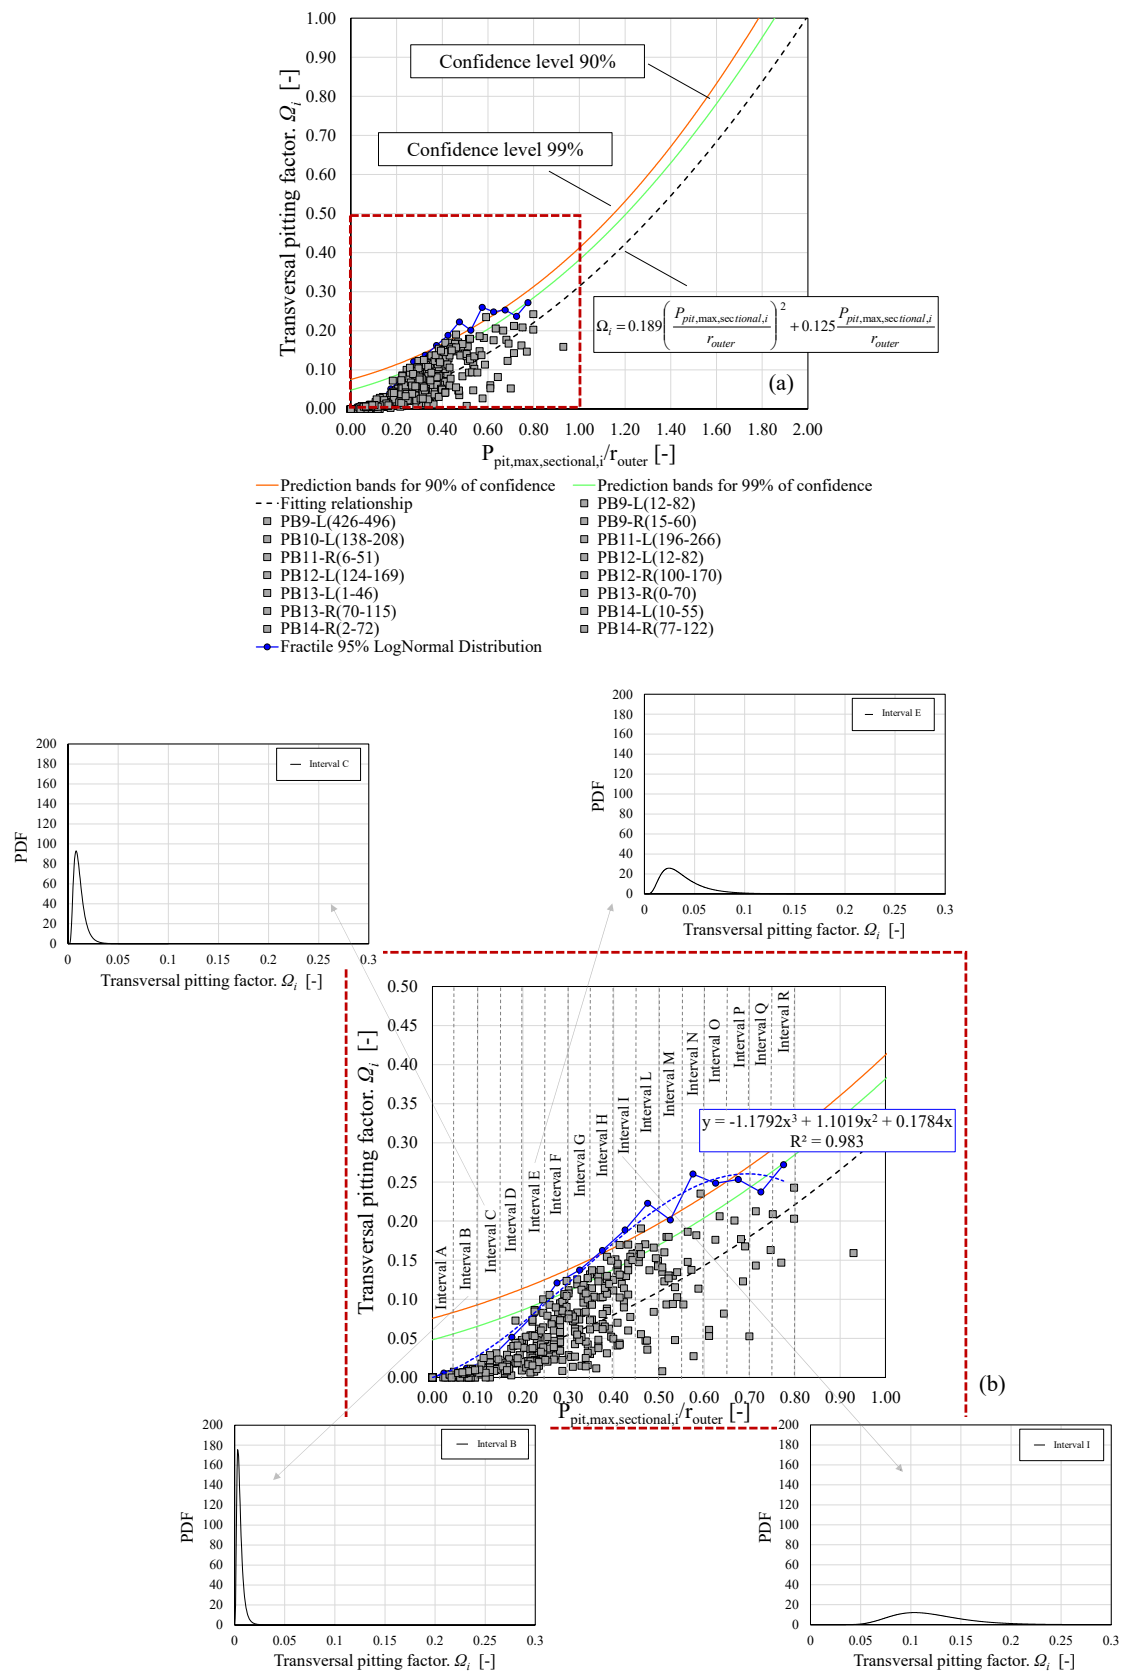 1.00
0.90
0.80
0.70
0.60
0.50
0.40
0.30
0.20
0.10
0.00
Transversal pitting factor. Ω_i [-]
Confidence level 90%
Confidence level 99%
Ω_i = 0.189(P_pit,max,sectional,i / r_outer)^2 + 0.125 P_pit,max,sectional,i / r_outer
(a)
0.00 0.20 0.40 0.60 0.80 1.00 1.20 1.40 1.60 1.80 2.00
P_pit,max,sectional,i/r_outer [-]
Prediction bands for 90% of confidence Prediction bands for 99% of confidence
Fitting relationship PB9-L(12-82)
PB9-L(426-496) PB9-R(15-60)
PB10-L(138-208) PB11-L(196-266)
PB11-R(6-51) PB12-L(12-82)
PB12-L(124-169) PB12-R(100-170)
PB13-L(1-46) PB13-R(0-70)
PB13-R(70-115) PB14-L(10-55)
PB14-R(2-72) PB14-R(77-122)
Fractile 95% LogNormal Distribution
200
180
160
140
120
100
80
60
40
20
0
PDF
Interval E
0 0.05 0.1 0.15 0.2 0.25 0.3
Transversal pitting factor. Ω_i [-]
200
180
160
140
120
100
80
60
40
20
0
PDF
Interval C
0 0.05 0.1 0.15 0.2 0.25 0.3
Transversal pitting factor. Ω_i [-]
0.50
0.45
0.40
0.35
0.30
0.25
0.20
0.15
0.10
0.05
0.00
Transversal pitting factor. Ω_i [-]
Interval A
Interval B
Interval C
Interval D
Interval E
Interval F
Interval G
Interval H
Interval I
Interval L
Interval M
Interval N
Interval O
Interval P
Interval Q
Interval R
y = -1.1792x³ + 1.1019x² + 0.1784x
R² = 0.983
(b)
0.00 0.10 0.20 0.30 0.40 0.50 0.60 0.70 0.80 0.90 1.00
P_pit,max,sectional,i/r_outer [-]
200
180
160
140
120
100
80
60
40
20
0
PDF
Interval B
0 0.05 0.1 0.15 0.2 0.25 0.3
Transversal pitting factor. Ω_i [-]
200
180
160
140
120
100
80
60
40
20
0
PDF
Interval I
0 0.05 0.1 0.15 0.2 0.25 0.3
Transversal pitting factor. Ω_i [-]